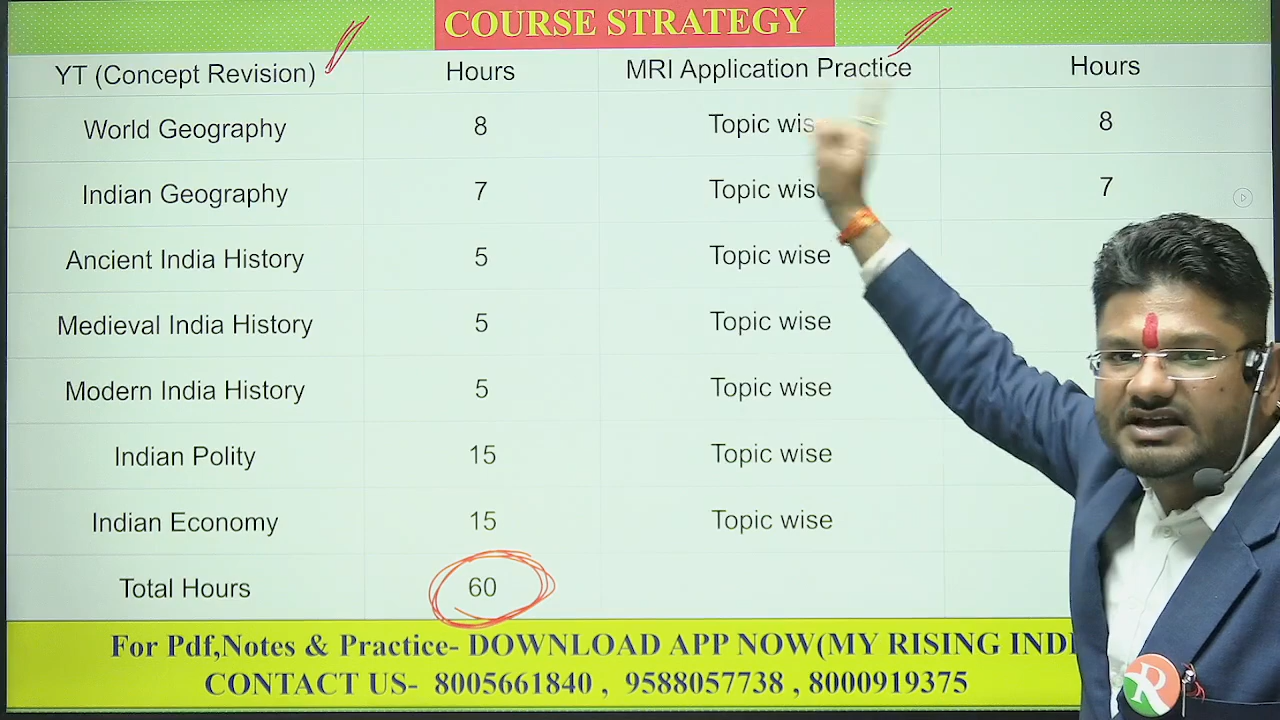 COURSE STRATEGY
YT (Concept Revision) Hours MRI Application Practice Hours
World Geography 8 Topic wis 8
Indian Geography 7 Topic wise 7
Ancient India History 5 Topic wise
Medieval India History 5 Topic wise
Modern India History 5 Topic wise
Indian Polity 15 Topic wise
Indian Economy 15 Topic wise
Total Hours 60
For Pdf,Notes & Practice- DOWNLOAD APP NOW(MY RISING INDI
CONTACT US- 8005661840 , 9588057738 , 8000919375
R